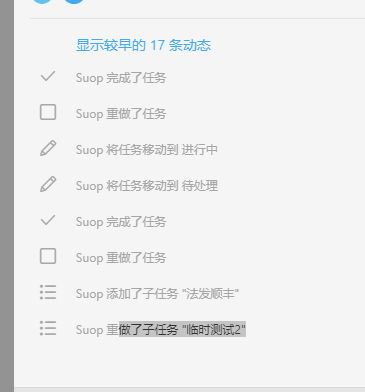 显示较早的 17 条动态
Suop 完成了任务
Suop 重做了任务
Suop 将任务移动到 进行中
Suop 将任务移动到 待处理
Suop 完成了任务
Suop 重做了任务
Suop 添加了子任务 "法发顺丰"
Suop 重做了子任务 "临时测试2"